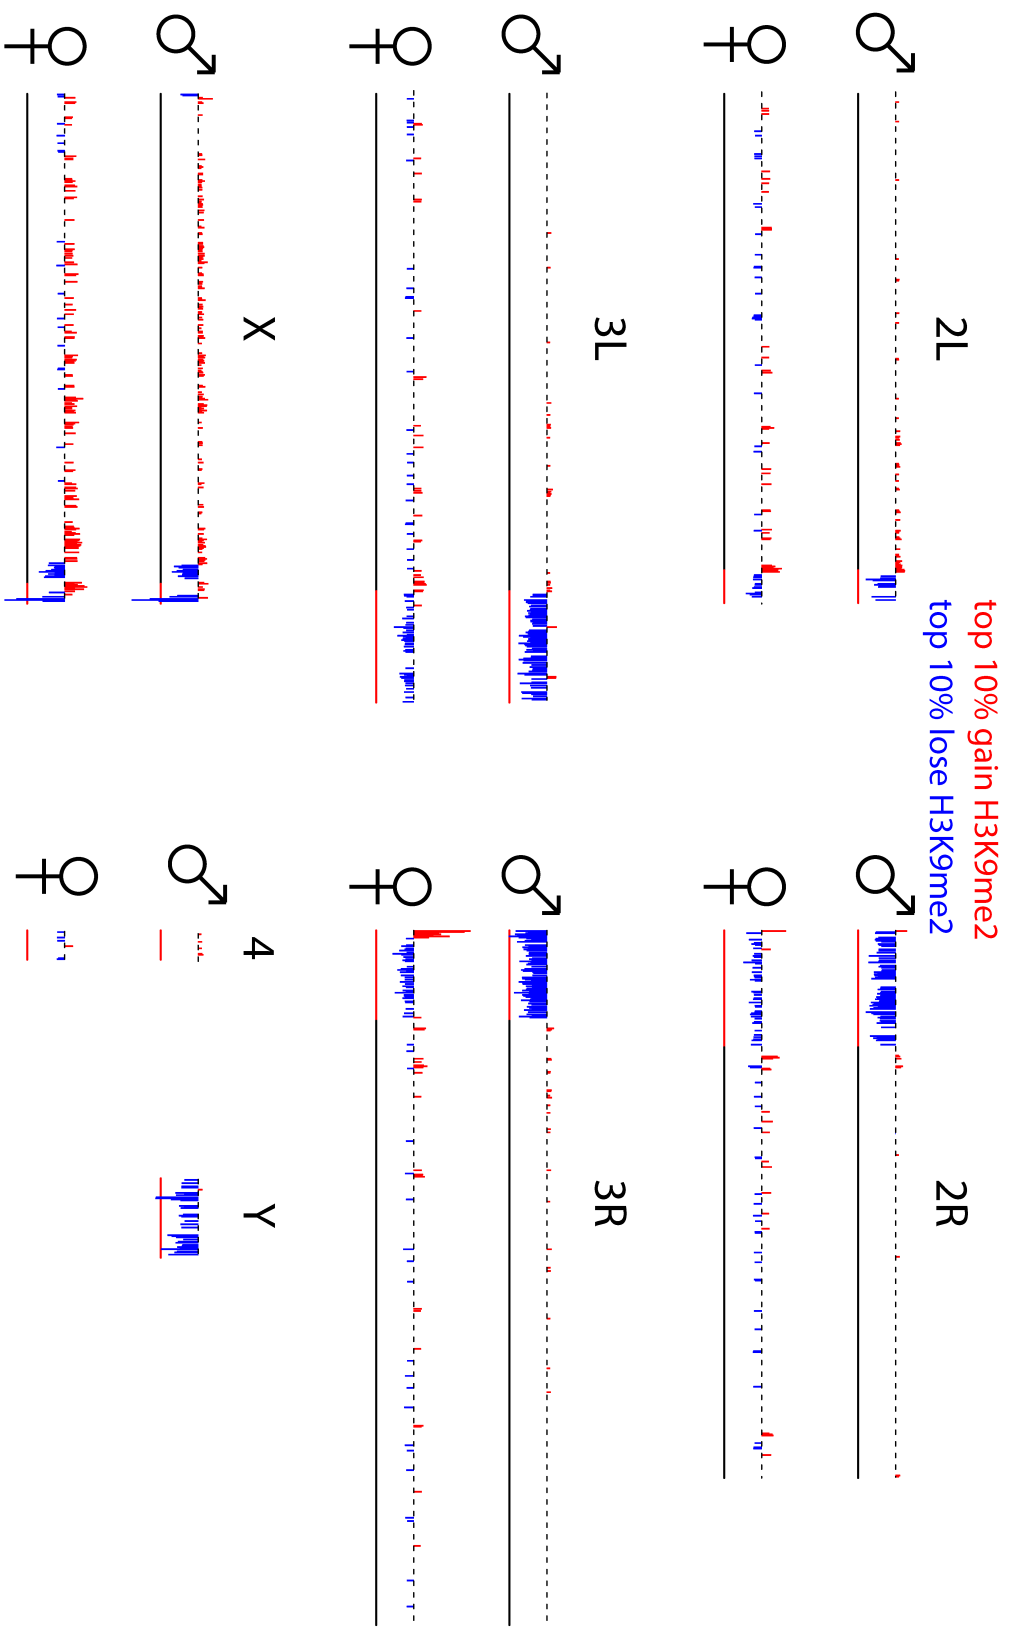 top 10% gain H3K9me2
top 10% lose H3K9me2
2L
2R
♂
♂
♀
♀
3L
3R
♂
♂
♀
♀
X
4
Y
♂
♂
♀
♀